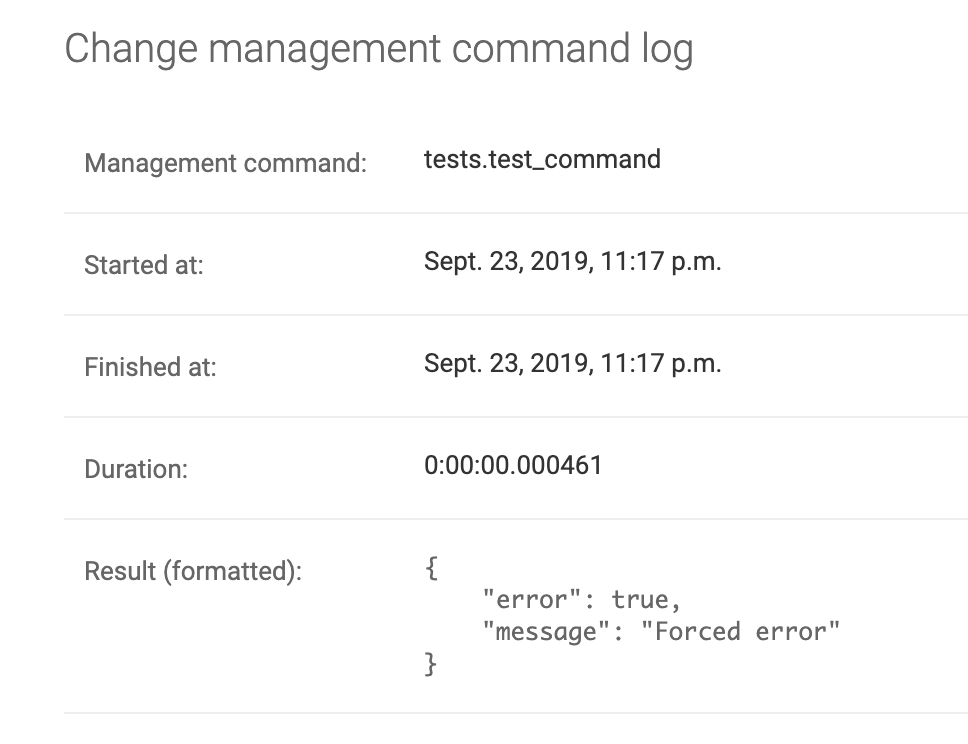 Change management command log
Management command: tests.test_command
Started at: Sept. 23, 2019, 11:17 p.m.
Finished at: Sept. 23, 2019, 11:17 p.m.
Duration: 0:00:00.000461
Result (formatted): {
    "error": true,
    "message": "Forced error"
}